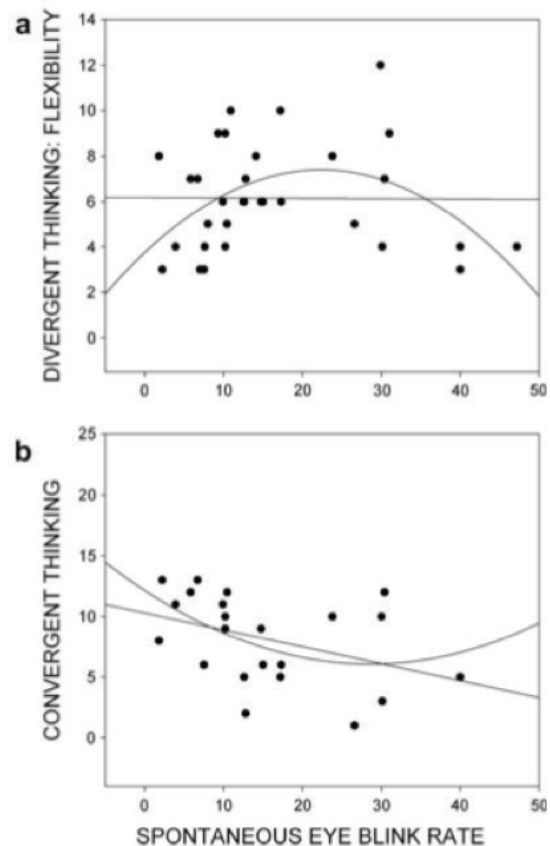 a
DIVERGENT THINKING: FLEXIBILITY
14
12
10
8
6
4
2
0
0 10 20 30 40 50
b
CONVERGENT THINKING
25
20
15
10
5
0
0 10 20 30 40 50
SPONTANEOUS EYE BLINK RATE